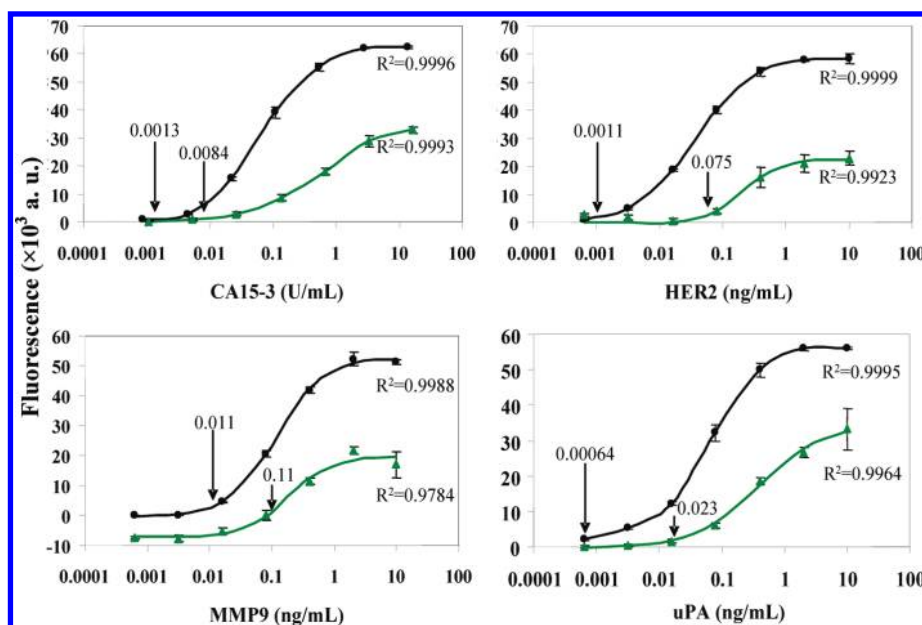 Fluorescence (×10³ a. u.)
70
60
50
40
30
20
10
0
0.0013
0.0084
R²=0.9996
R²=0.9993
0.0001 0.001 0.01 0.1 1 10 100
CA15-3 (U/mL)
70
60
50
40
30
20
10
0
0.0011
0.075
R²=0.9999
R²=0.9923
0.0001 0.001 0.01 0.1 1 10 100
HER2 (ng/mL)
60
50
40
30
20
10
0
-10
0.011
0.11
R²=0.9988
R²=0.9784
0.0001 0.001 0.01 0.1 1 10 100
MMP9 (ng/mL)
60
50
40
30
20
10
0
0.00064
0.023
R²=0.9995
R²=0.9964
0.0001 0.001 0.01 0.1 1 10 100
uPA (ng/mL)